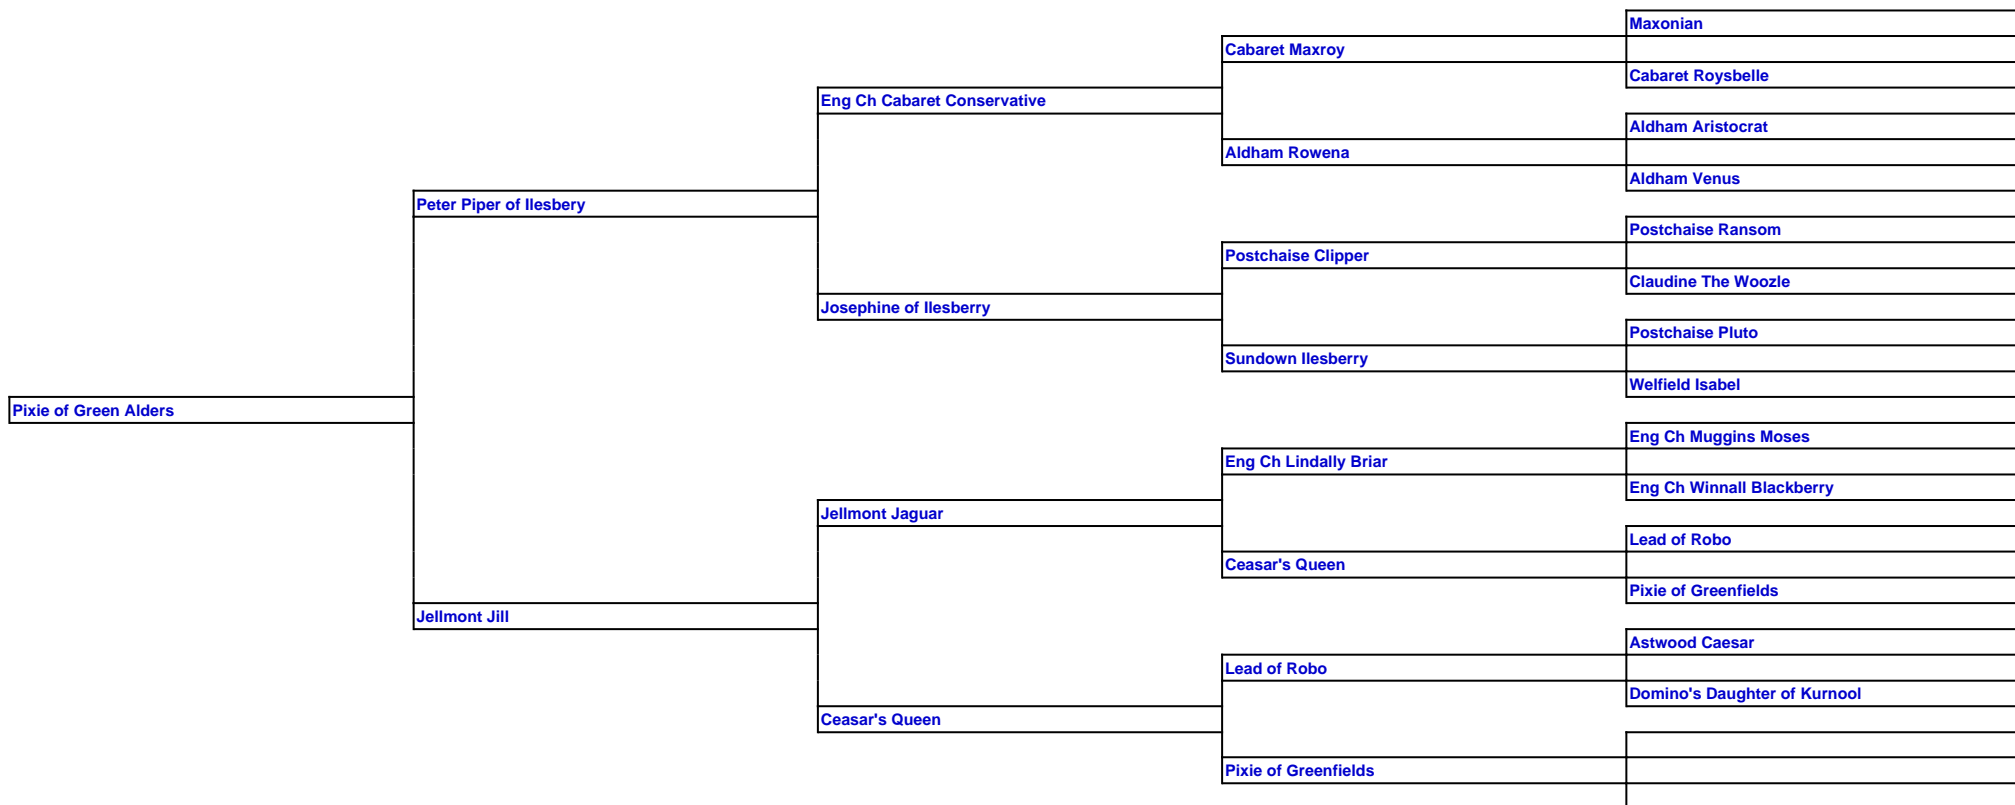 Maxonian
Cabaret Maxroy
Cabaret Roysbelle
Eng Ch Cabaret Conservative
Aldham Aristocrat
Aldham Rowena
Aldham Venus
Peter Piper of Ilesbery
Postchaise Ransom
Postchaise Clipper
Claudine The Woozle
Josephine of Ilesberry
Postchaise Pluto
Sundown Ilesberry
Welfield Isabel
Pixie of Green Alders
Eng Ch Muggins Moses
Eng Ch Lindally Briar
Eng Ch Winnall Blackberry
Jellmont Jaguar
Lead of Robo
Ceasar's Queen
Pixie of Greenfields
Jellmont Jill
Astwood Caesar
Lead of Robo
Domino's Daughter of Kurnool
Ceasar's Queen
Pixie of Greenfields